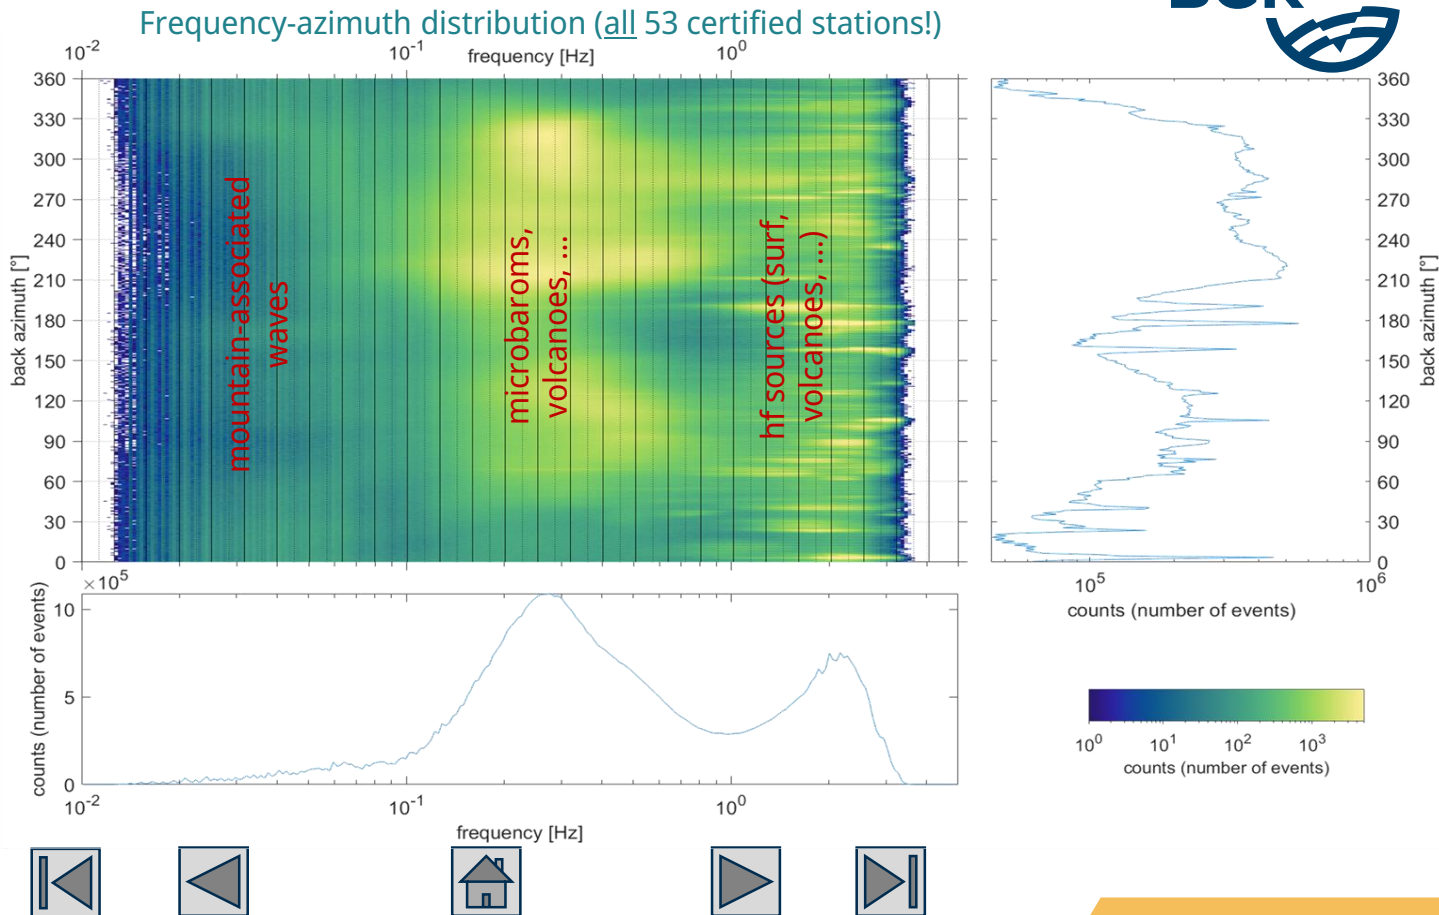 BGR
Frequency-azimuth distribution (all 53 certified stations!)
10-2 10-1 100
frequency [Hz]
360
330
300
270
240
210
180
150
120
90
60
30
0
back azimuth [°]
mountain-associated
waves
microbaroms,
volcanoes, ...
hf sources (surf,
volcanoes, ...)
360
330
300
270
240
210
180
150
120
90
60
30
0
back azimuth [°]
10^5 10^6
counts (number of events)
×10^5
10
5
0
counts (number of events)
10^-2 10^-1 10^0
frequency [Hz]
10^0 10^1 10^2 10^3
counts (number of events)